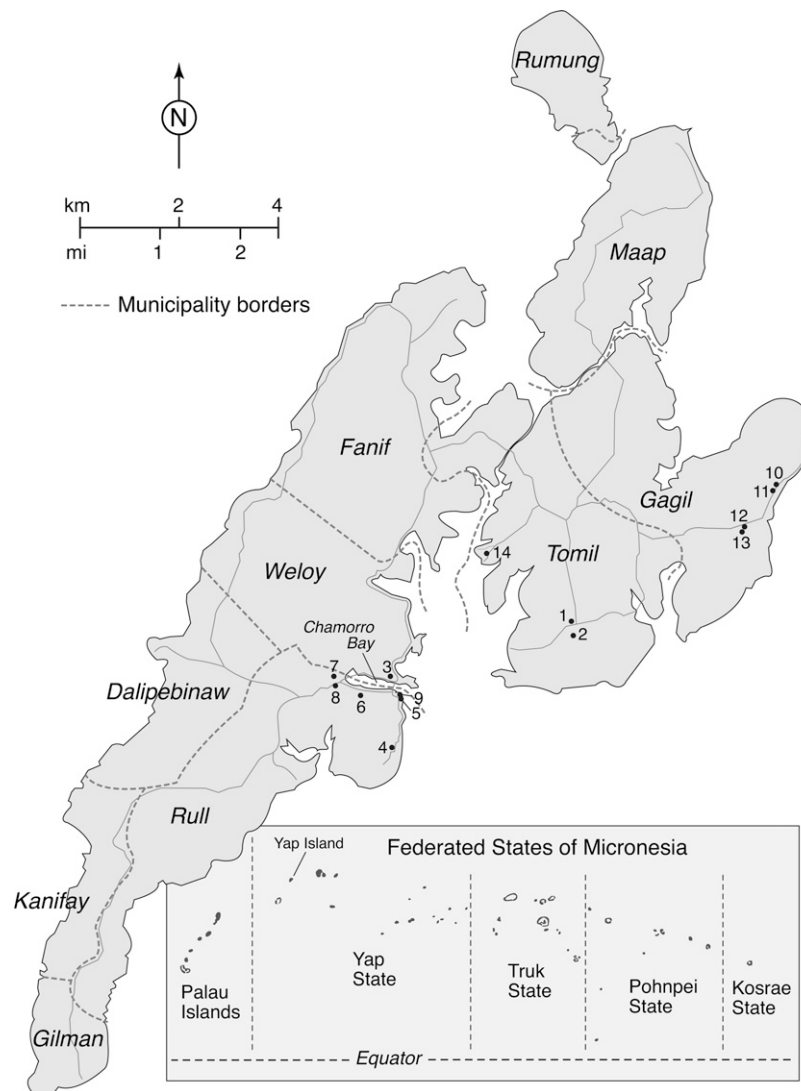 Rumung
N
km 2 4
mi 1 2
Municipality borders
Maap
Fanif
Gagil
10
11
12
13
Weloy
Tomil
14
1
2
Chamorro
Bay
7
3
Dalipebinaw
8
6
9
5
4
Rull
Kanifay
Gilman
Federated States of Micronesia
Yap Island
Palau
Islands
Yap
State
Truk
State
Pohnpei
State
Kosrae
State
Equator